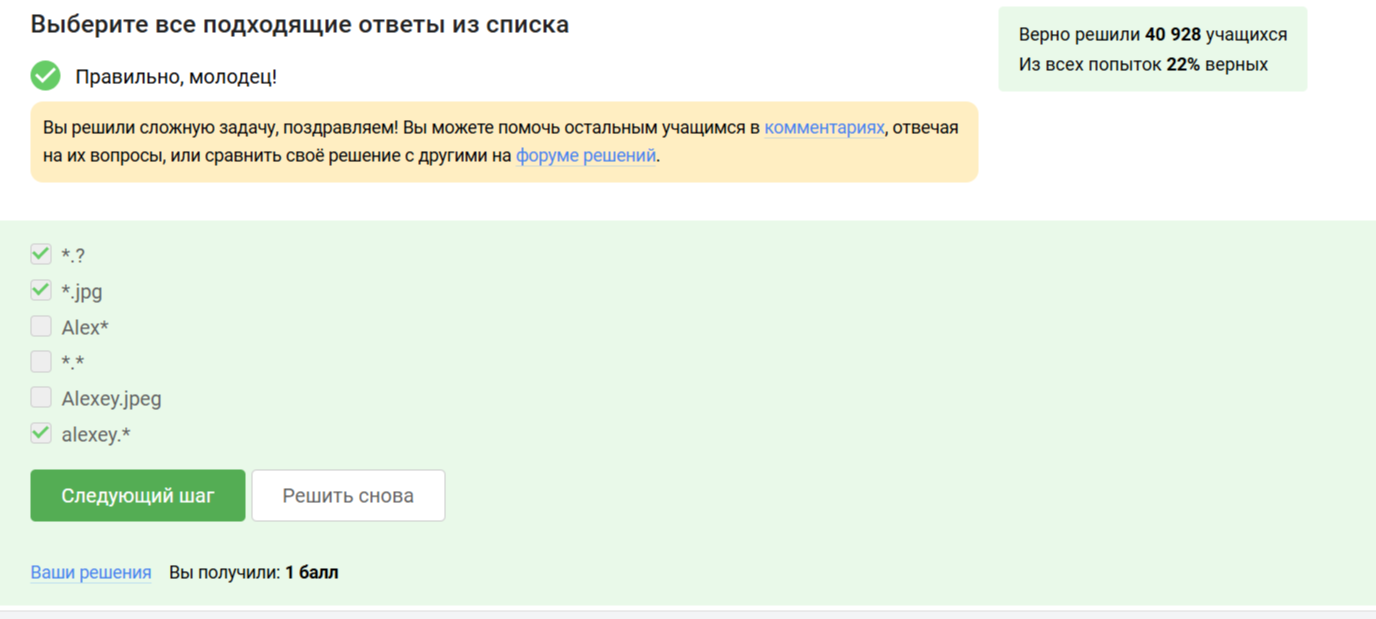 Выберите все подходящие ответы из списка
Верно решили 40 928 учащихся
Из всех попыток 22% верных
Правильно, молодец!
Вы решили сложную задачу, поздравляем! Вы можете помочь остальным учащимся в комментариях, отвечая
на их вопросы, или сравнить своё решение с другими на форуме решений.
*.?
*.jpg
Alex*
*.*
Alexey.jpeg
alexey.*
Следующий шаг Решить снова
Ваши решения Вы получили: 1 балл